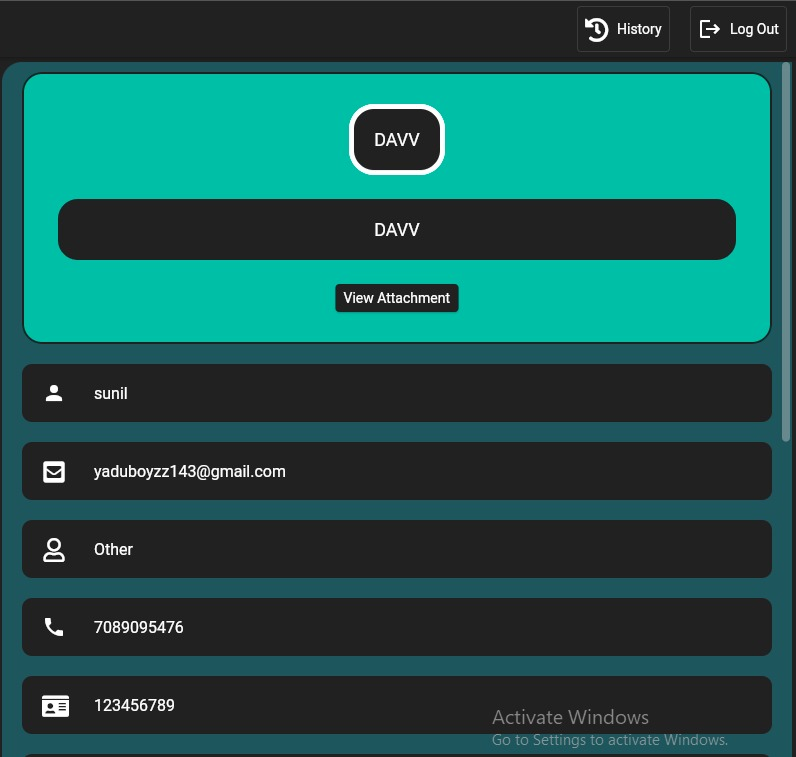 History
Log Out
DAVV
DAVV
View Attachment
sunil
yaduboyzz143@gmail.com
Other
7089095476
123456789
Activate Windows
Go to Settings to activate Windows.